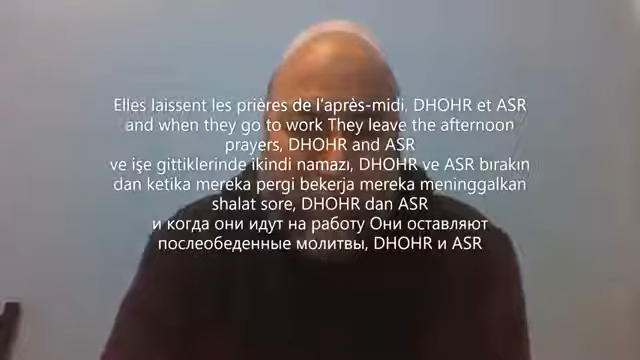 Elles laissent les prières de l'après-midi, DHOHR et ASR
and when they go to work They leave the afternoon
prayers, DHOHR and ASR
ve işe gittiklerinde ikindi namazı, DHOHR ve ASR bırakın
dan ketika mereka pergi bekerja mereka meninggalkan
shalat sore, DHOHR dan ASR
и когда они идут на работу Они оставляют
послеобеденные молитвы, DHOHR и ASR